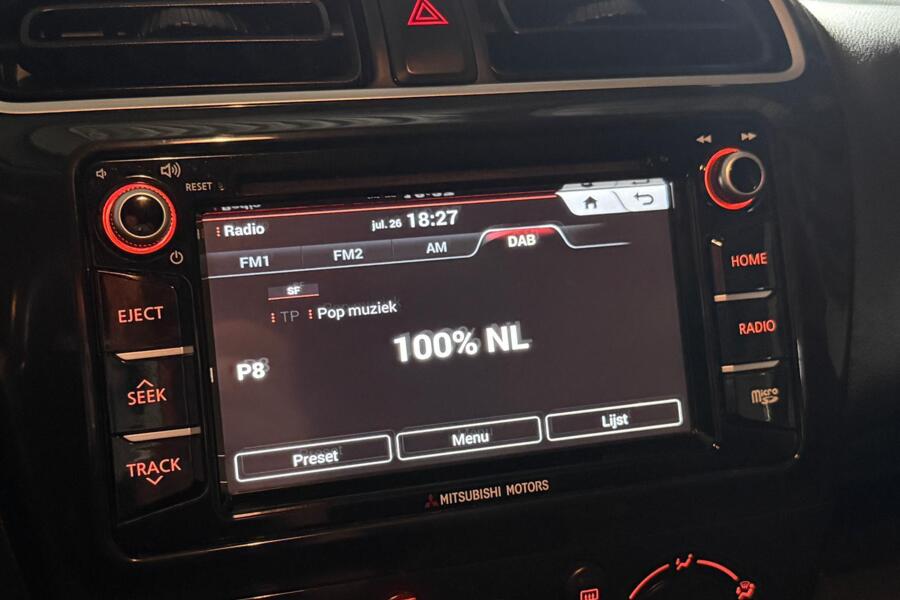 RESET
Radio
jul. 26 18:27
FM1 FM2 AM DAB
SF
TP Pop muziek
100% NL
P8
Preset Menu Lijst
EJECT
SEEK
TRACK
HOME
RADIO
micro
MITSUBISHI MOTORS